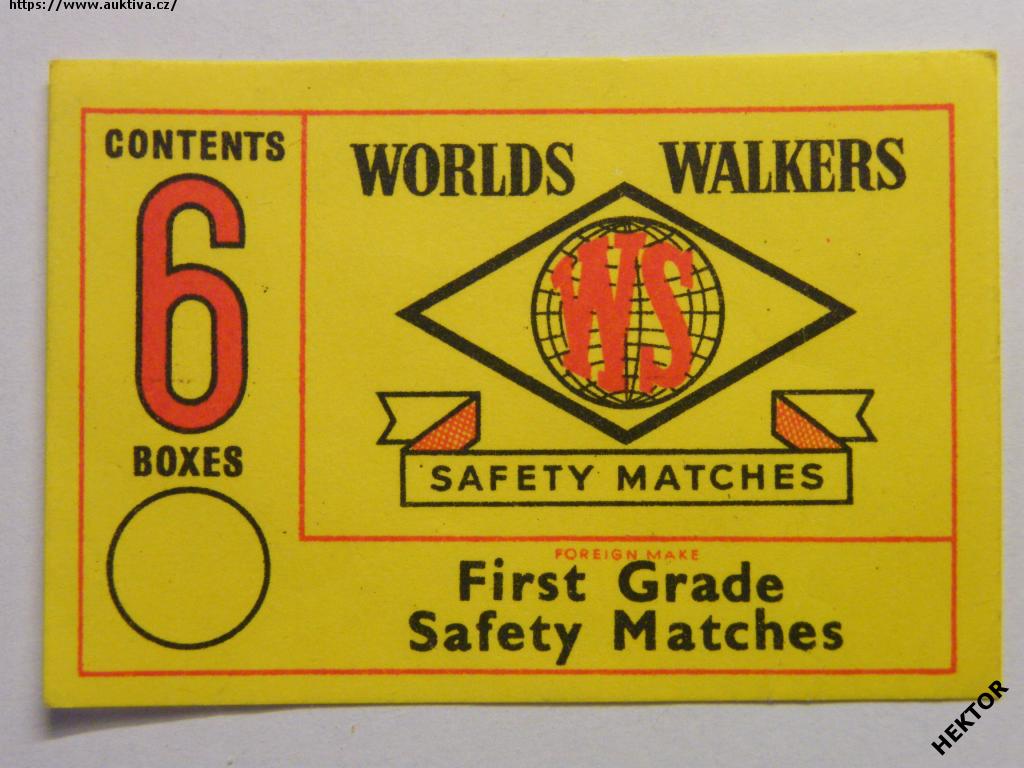 https://www.auktiva.cz/
CONTENTS
6
BOXES
WORLDS WALKERS
WS
SAFETY MATCHES
FOREIGN MAKE
First Grade
Safety Matches
HEKTOR